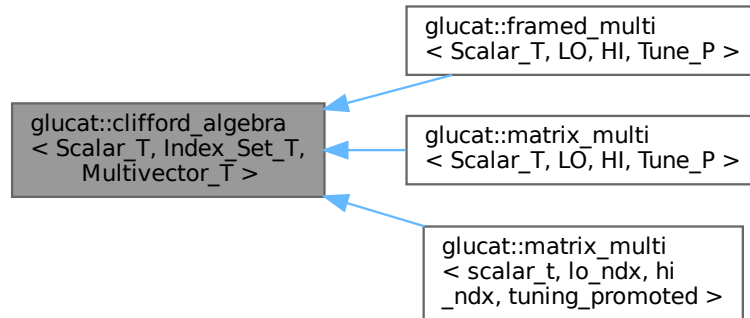 glucat::framed_multi
< Scalar_T, LO, HI, Tune_P >
glucat::clifford_algebra
< Scalar_T, Index_Set_T,
Multivector_T >
glucat::matrix_multi
< Scalar_T, LO, HI, Tune_P >
glucat::matrix_multi
< scalar_t, lo_ndx, hi
_ndx, tuning_promoted >